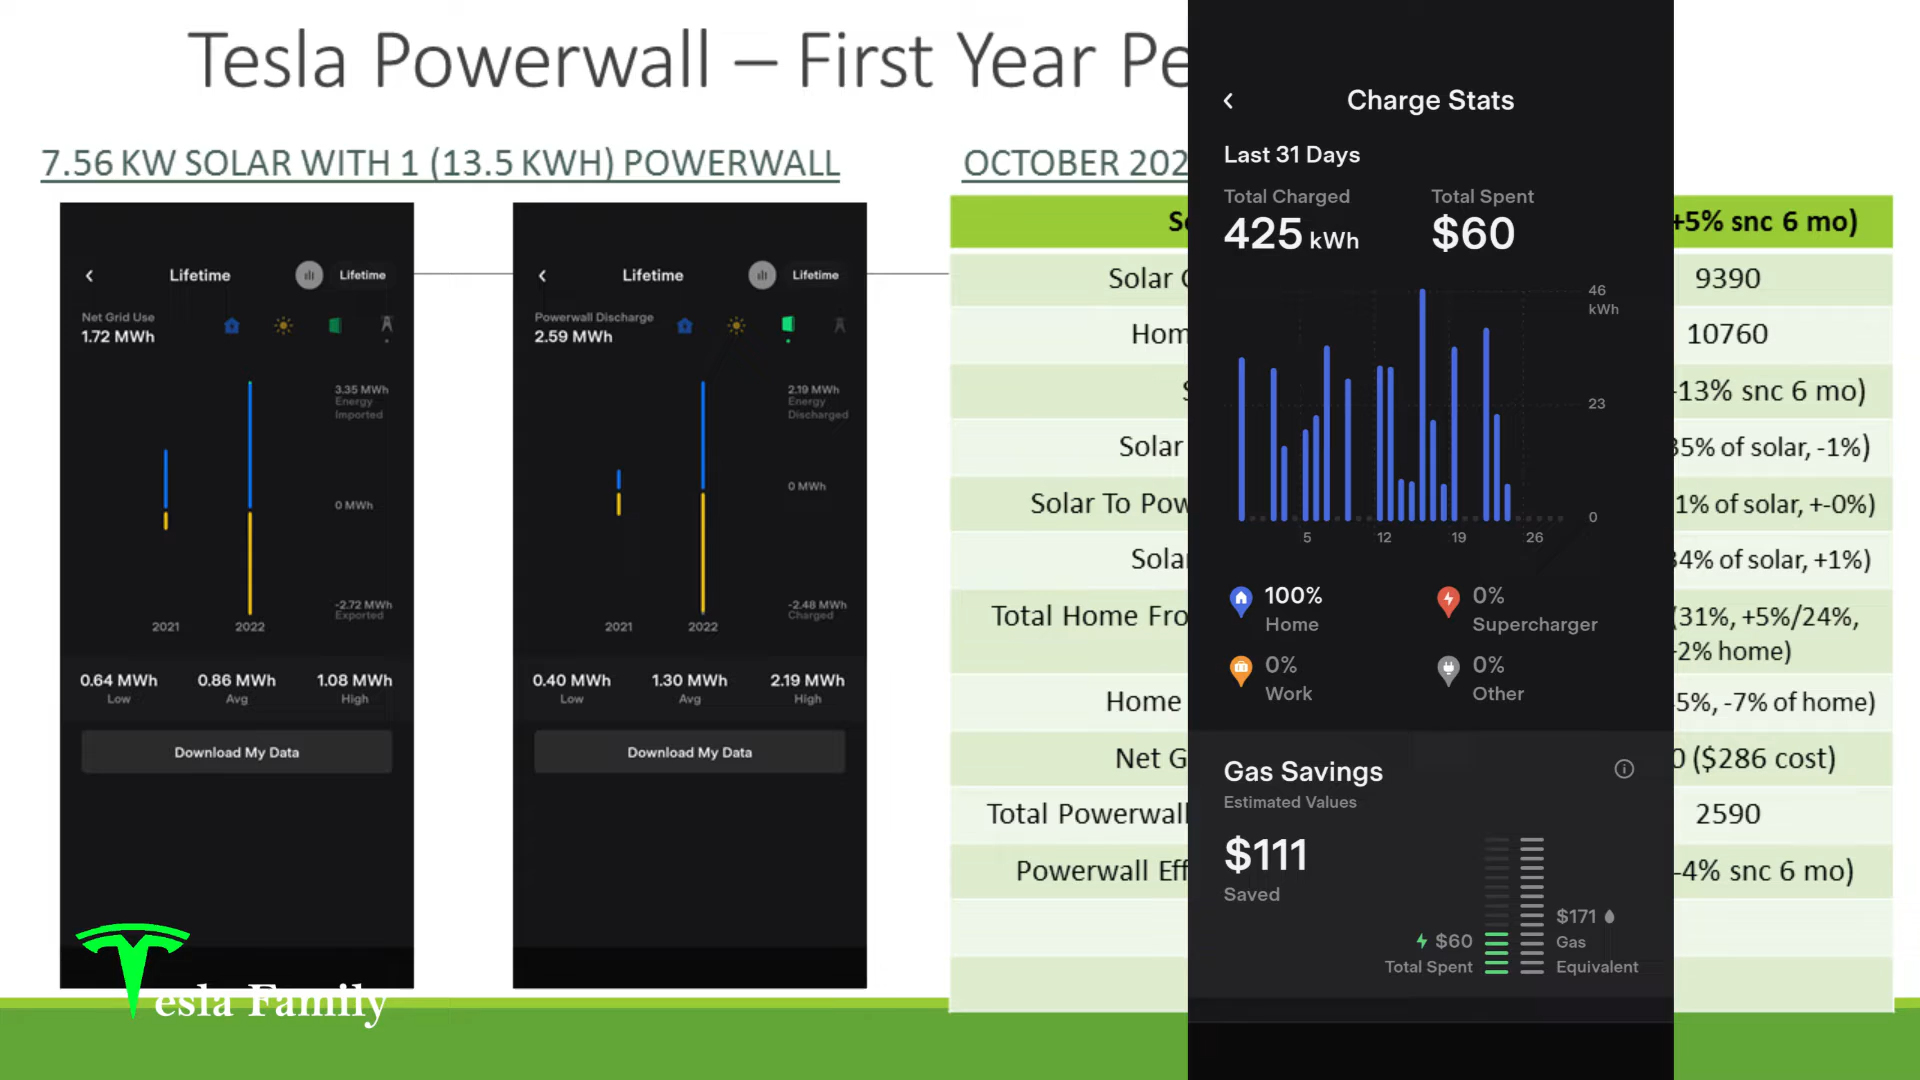 Tesla Powerwall – First Year Pe
7.56 KW SOLAR WITH 1 (13.5 KWH) POWERWALL
Lifetime
Lifetime
Net Grid Use
1.72 MWh
3.35 MWh
Energy
Imported
0 MWh
-2.72 MWh
Exported
2021
2022
0.64 MWh
Low
0.86 MWh
Avg
1.08 MWh
High
Download My Data
Lifetime
Lifetime
Powerwall Discharge
2.59 MWh
2.19 MWh
Energy
Discharged
0 MWh
-2.48 MWh
Charged
2021
2022
0.40 MWh
Low
1.30 MWh
Avg
2.19 MWh
High
Download My Data
esla Family
OCTOBER 202
+5% snc 6 mo)
Solar
9390
Hom
10760
-13% snc 6 mo)
Solar
35% of solar, -1%)
Solar To Pow
1% of solar, +-0%)
Solar
34% of solar, +1%)
Total Home Fro
(31%, +5%/24%,
-2% home)
Home
5%, -7% of home)
Net G
0 ($286 cost)
Total Powerwall
2590
Powerwall Eff
-4% snc 6 mo)
Charge Stats
Last 31 Days
Total Charged
425 kWh
Total Spent
$60
46
kWh
23
0
5
12
19
26
100%
Home
0%
Supercharger
0%
Work
0%
Other
Gas Savings
Estimated Values
$111
Saved
$60
Total Spent
$171
Gas
Equivalent